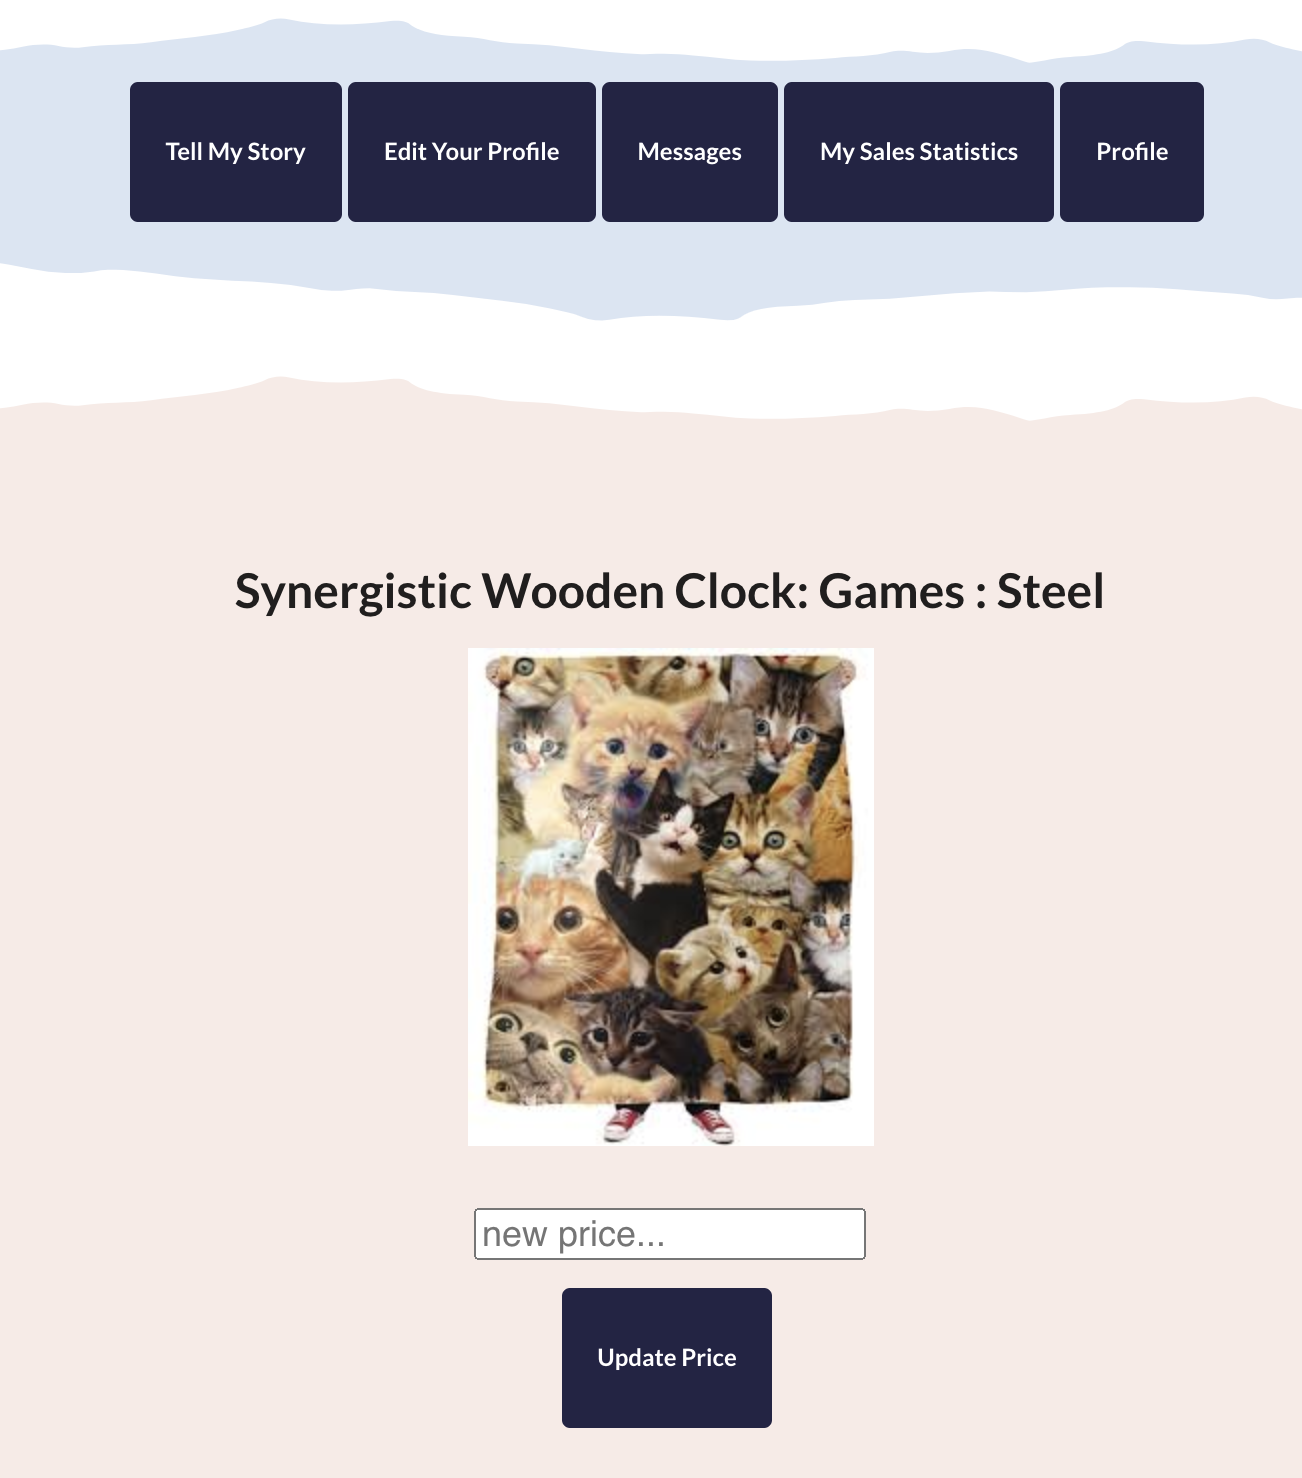 Tell My Story
Edit Your Profile
Messages
My Sales Statistics
Profile
Synergistic Wooden Clock: Games : Steel
new price...
Update Price